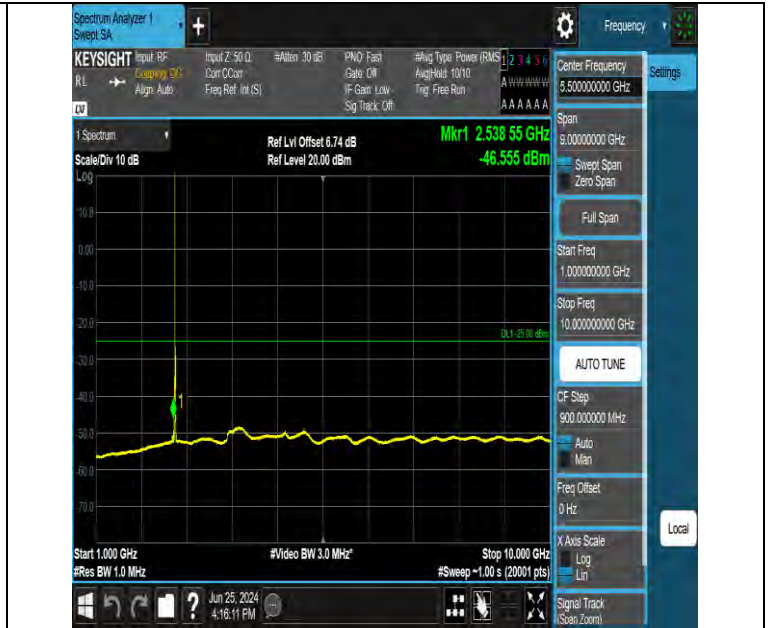 Spectrum Analyzer 1
Swept SA
+
Frequency
KEYSIGHT
RL
Input: RF
Coupling: DC
Align: Auto
Input Z: 50 Ω
Corr CCorr
Freq Ref: Int (S)
#Atten: 30 dB
PNO: Fast
Gate: Off
IF Gain: Low
Sig Track: Off
#Avg Type: Power (RMS
Avg|Hold: 10/10
Trig: Free Run
1 2 3 4 5 6
A W W W W W
A A A A A A
1 Spectrum
Scale/Div 10 dB
Log
Ref Lvl Offset 6.74 dB
Ref Level 20.00 dBm
Mkr1 2.538 55 GHz
-46.555 dBm
10.0
0.00
-10.0
-20.0
DL1 -25.00 dBm
-30.0
-40.0
1
-50.0
-60.0
-70.0
Start 1.000 GHz
#Res BW 1.0 MHz
#Video BW 3.0 MHz*
Stop 10.000 GHz
#Sweep ~1.00 s (20001 pts)
?
Jun 25, 2024
4:16:11 PM
Center Frequency
5.500000000 GHz
Settings
Span
9.00000000 GHz
Swept Span
Zero Span
Full Span
Start Freq
1.000000000 GHz
Stop Freq
10.000000000 GHz
AUTO TUNE
CF Step
900.000000 MHz
Auto
Man
Freq Offset
0 Hz
X Axis Scale
Log
Lin
Local
Signal Track
(Span Zoom)